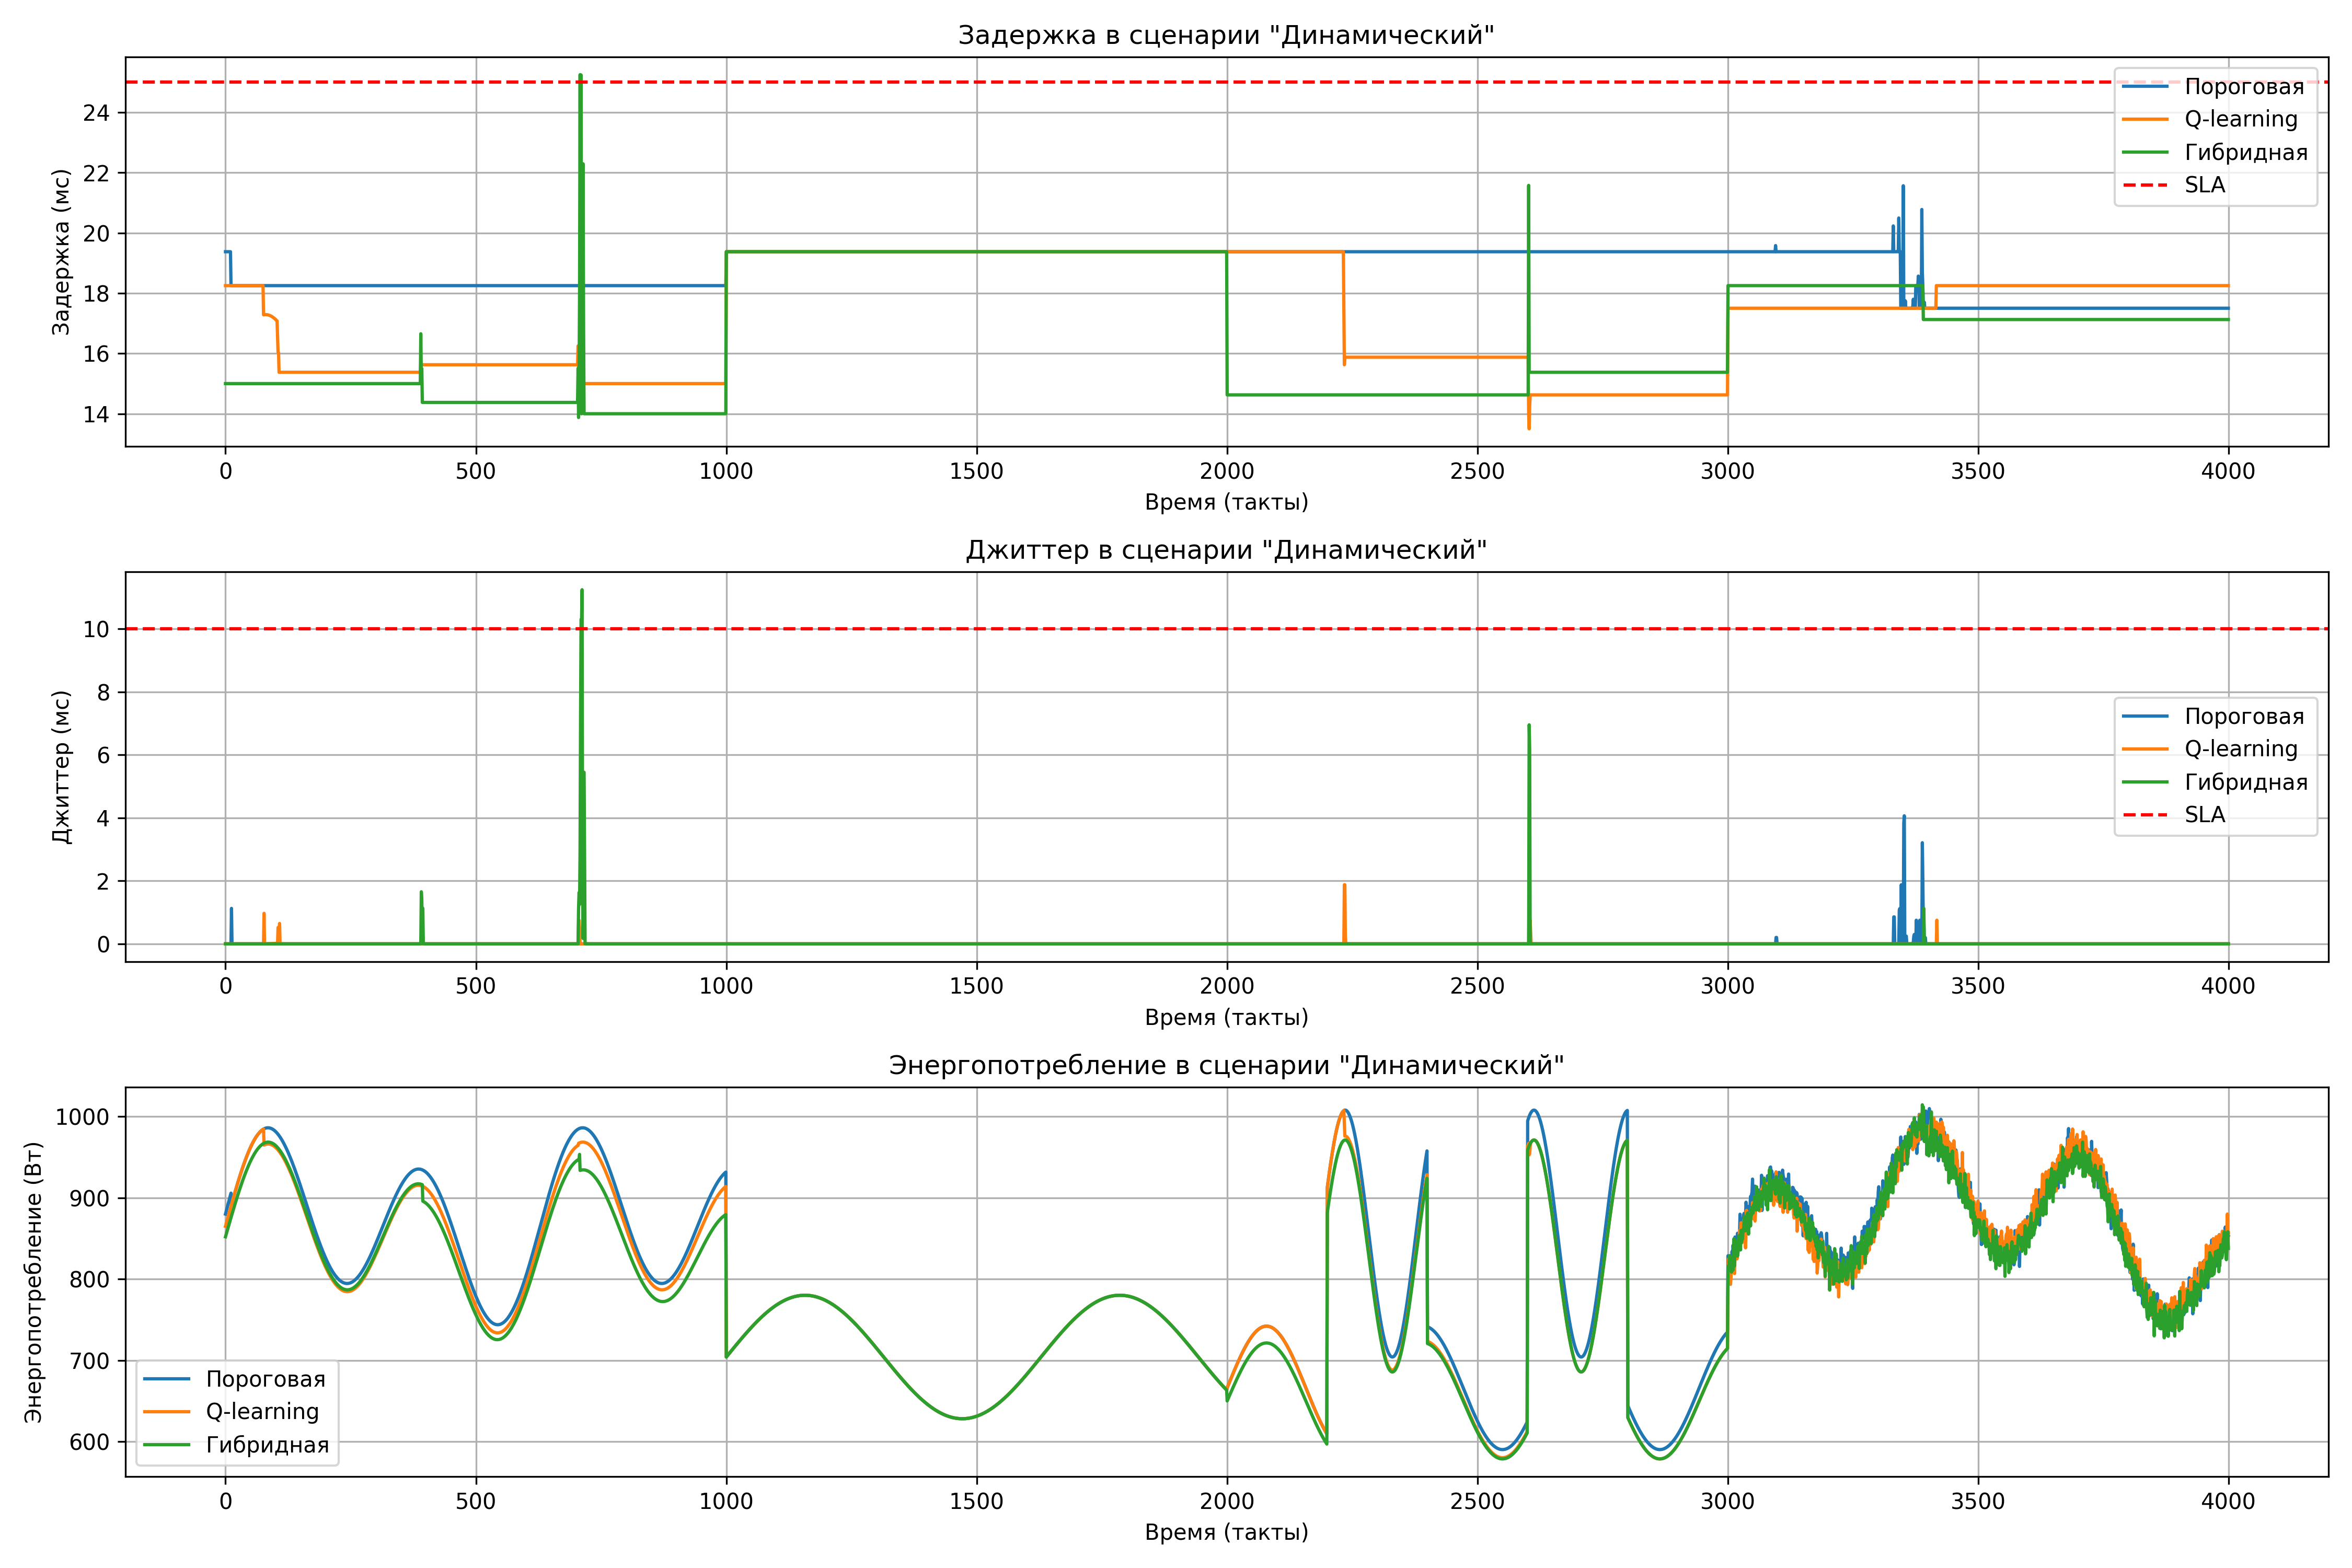 Задержка в сценарии "Динамический"
Задержка (мс)
24
22
20
18
16
14
Пороговая
Q-learning
Гибридная
SLA
0 500 1000 1500 2000 2500 3000 3500 4000
Время (такты)
Джиттер в сценарии "Динамический"
Джиттер (мс)
10
8
6
4
2
0
Пороговая
Q-learning
Гибридная
SLA
0 500 1000 1500 2000 2500 3000 3500 4000
Время (такты)
Энергопотребление в сценарии "Динамический"
Энергопотребление (Вт)
1000
900
800
700
600
Пороговая
Q-learning
Гибридная
0 500 1000 1500 2000 2500 3000 3500 4000
Время (такты)